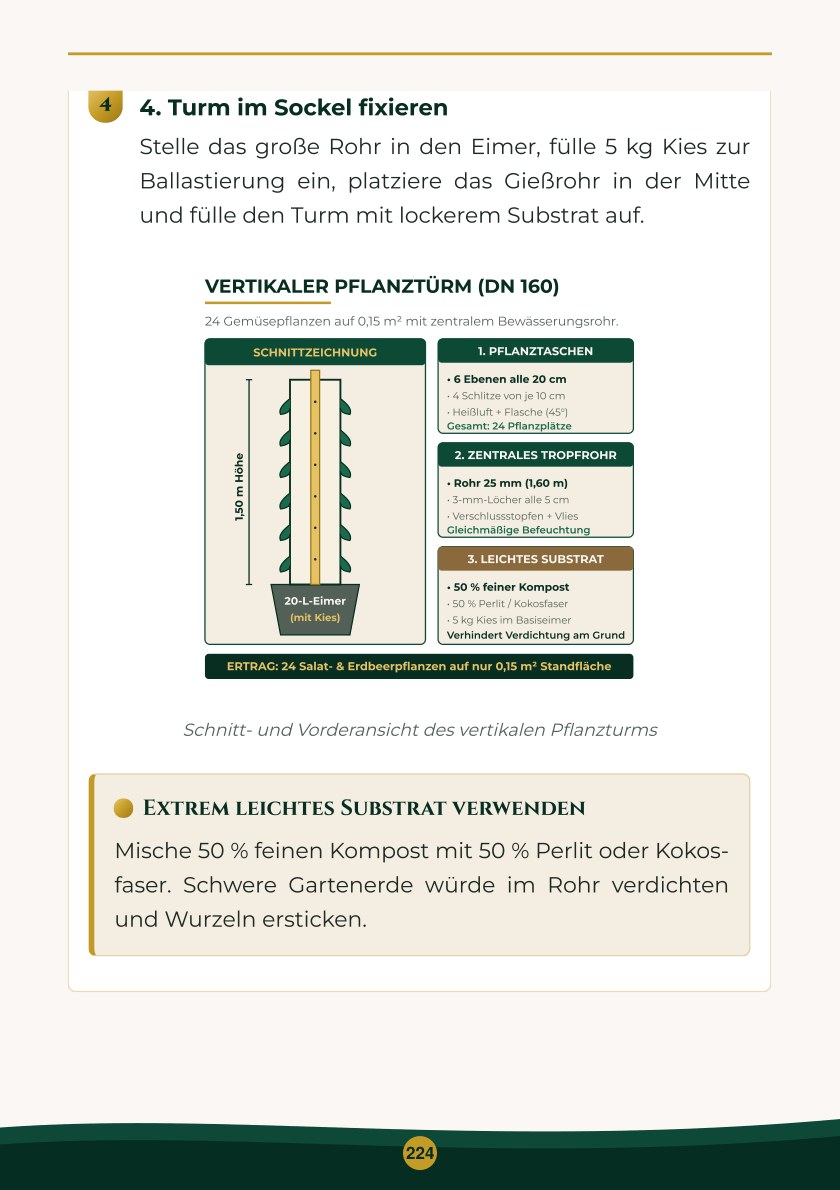 4
4. Turm im Sockel fixieren
Stelle das große Rohr in den Eimer, fülle 5 kg Kies zur
Ballastierung ein, platziere das Gießrohr in der Mitte
und fülle den Turm mit lockerem Substrat auf.
VERTIKALER PFLANZTÜRM (DN 160)
24 Gemüsepflanzen auf 0,15 m² mit zentralem Bewässerungsrohr.
SCHNITTZEICHNUNG
1,50 m Höhe
20-L-Eimer
(mit Kies)
1. PFLANZTASCHEN
• 6 Ebenen alle 20 cm
• 4 Schlitze von je 10 cm
• Heißluft + Flasche (45°)
Gesamt: 24 Pflanzplätze
2. ZENTRALES TROPFROHR
• Rohr 25 mm (1,60 m)
• 3-mm-Löcher alle 5 cm
• Verschlussstopfen + Vlies
Gleichmäßige Befeuchtung
3. LEICHTES SUBSTRAT
• 50 % feiner Kompost
• 50 % Perlit / Kokosfaser
• 5 kg Kies im Basiseimer
Verhindert Verdichtung am Grund
ERTRAG: 24 Salat- & Erdbeerpflanzen auf nur 0,15 m² Standfläche
Schnitt- und Vorderansicht des vertikalen Pflanzturms
Extrem leichtes Substrat verwenden
Mische 50 % feinen Kompost mit 50 % Perlit oder Kokos-
faser. Schwere Gartenerde würde im Rohr verdichten
und Wurzeln ersticken.
224